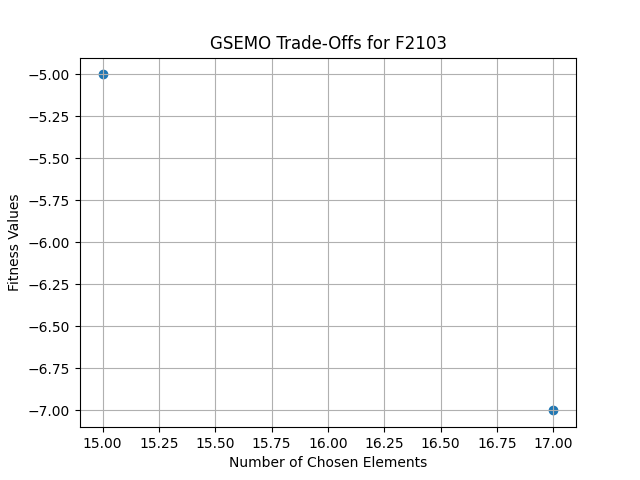 GSEMO Trade-Offs for F2103
Fitness Values
−5.00
−5.25
−5.50
−5.75
−6.00
−6.25
−6.50
−6.75
−7.00
15.00 15.25 15.50 15.75 16.00 16.25 16.50 16.75 17.00
Number of Chosen Elements